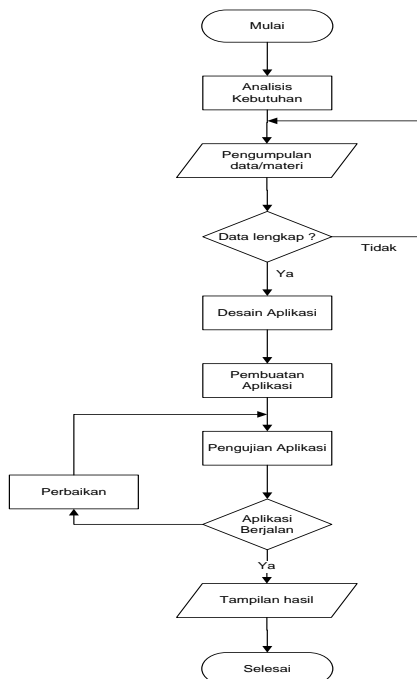 Mulai
Analisis
Kebutuhan
Pengumpulan
data/materi
Data lengkap ?
Tidak
Ya
Desain Aplikasi
Pembuatan
Aplikasi
Pengujian Aplikasi
Perbaikan
Aplikasi
Berjalan
Ya
Tampilan hasil
Selesai